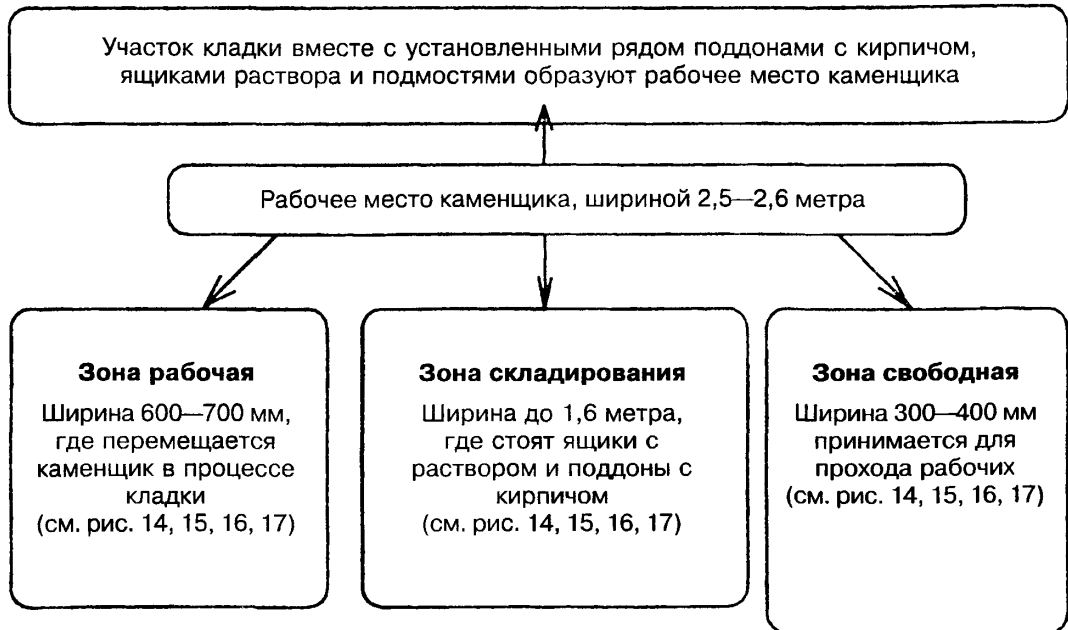 Участок кладки вместе с установленными рядом поддонами с кирпичом,
ящиками раствора и подмостями образуют рабочее место каменщика
Рабочее место каменщика, шириной 2,5—2,6 метра
Зона рабочая
Ширина 600—700 мм,
где перемещается
каменщик в процессе
кладки
(см. рис. 14, 15, 16, 17)
Зона складирования
Ширина до 1,6 метра,
где стоят ящики с
раствором и поддоны с
кирпичом
(см. рис. 14, 15, 16, 17)
Зона свободная
Ширина 300—400 мм
принимается для
прохода рабочих
(см. рис. 14, 15, 16, 17)